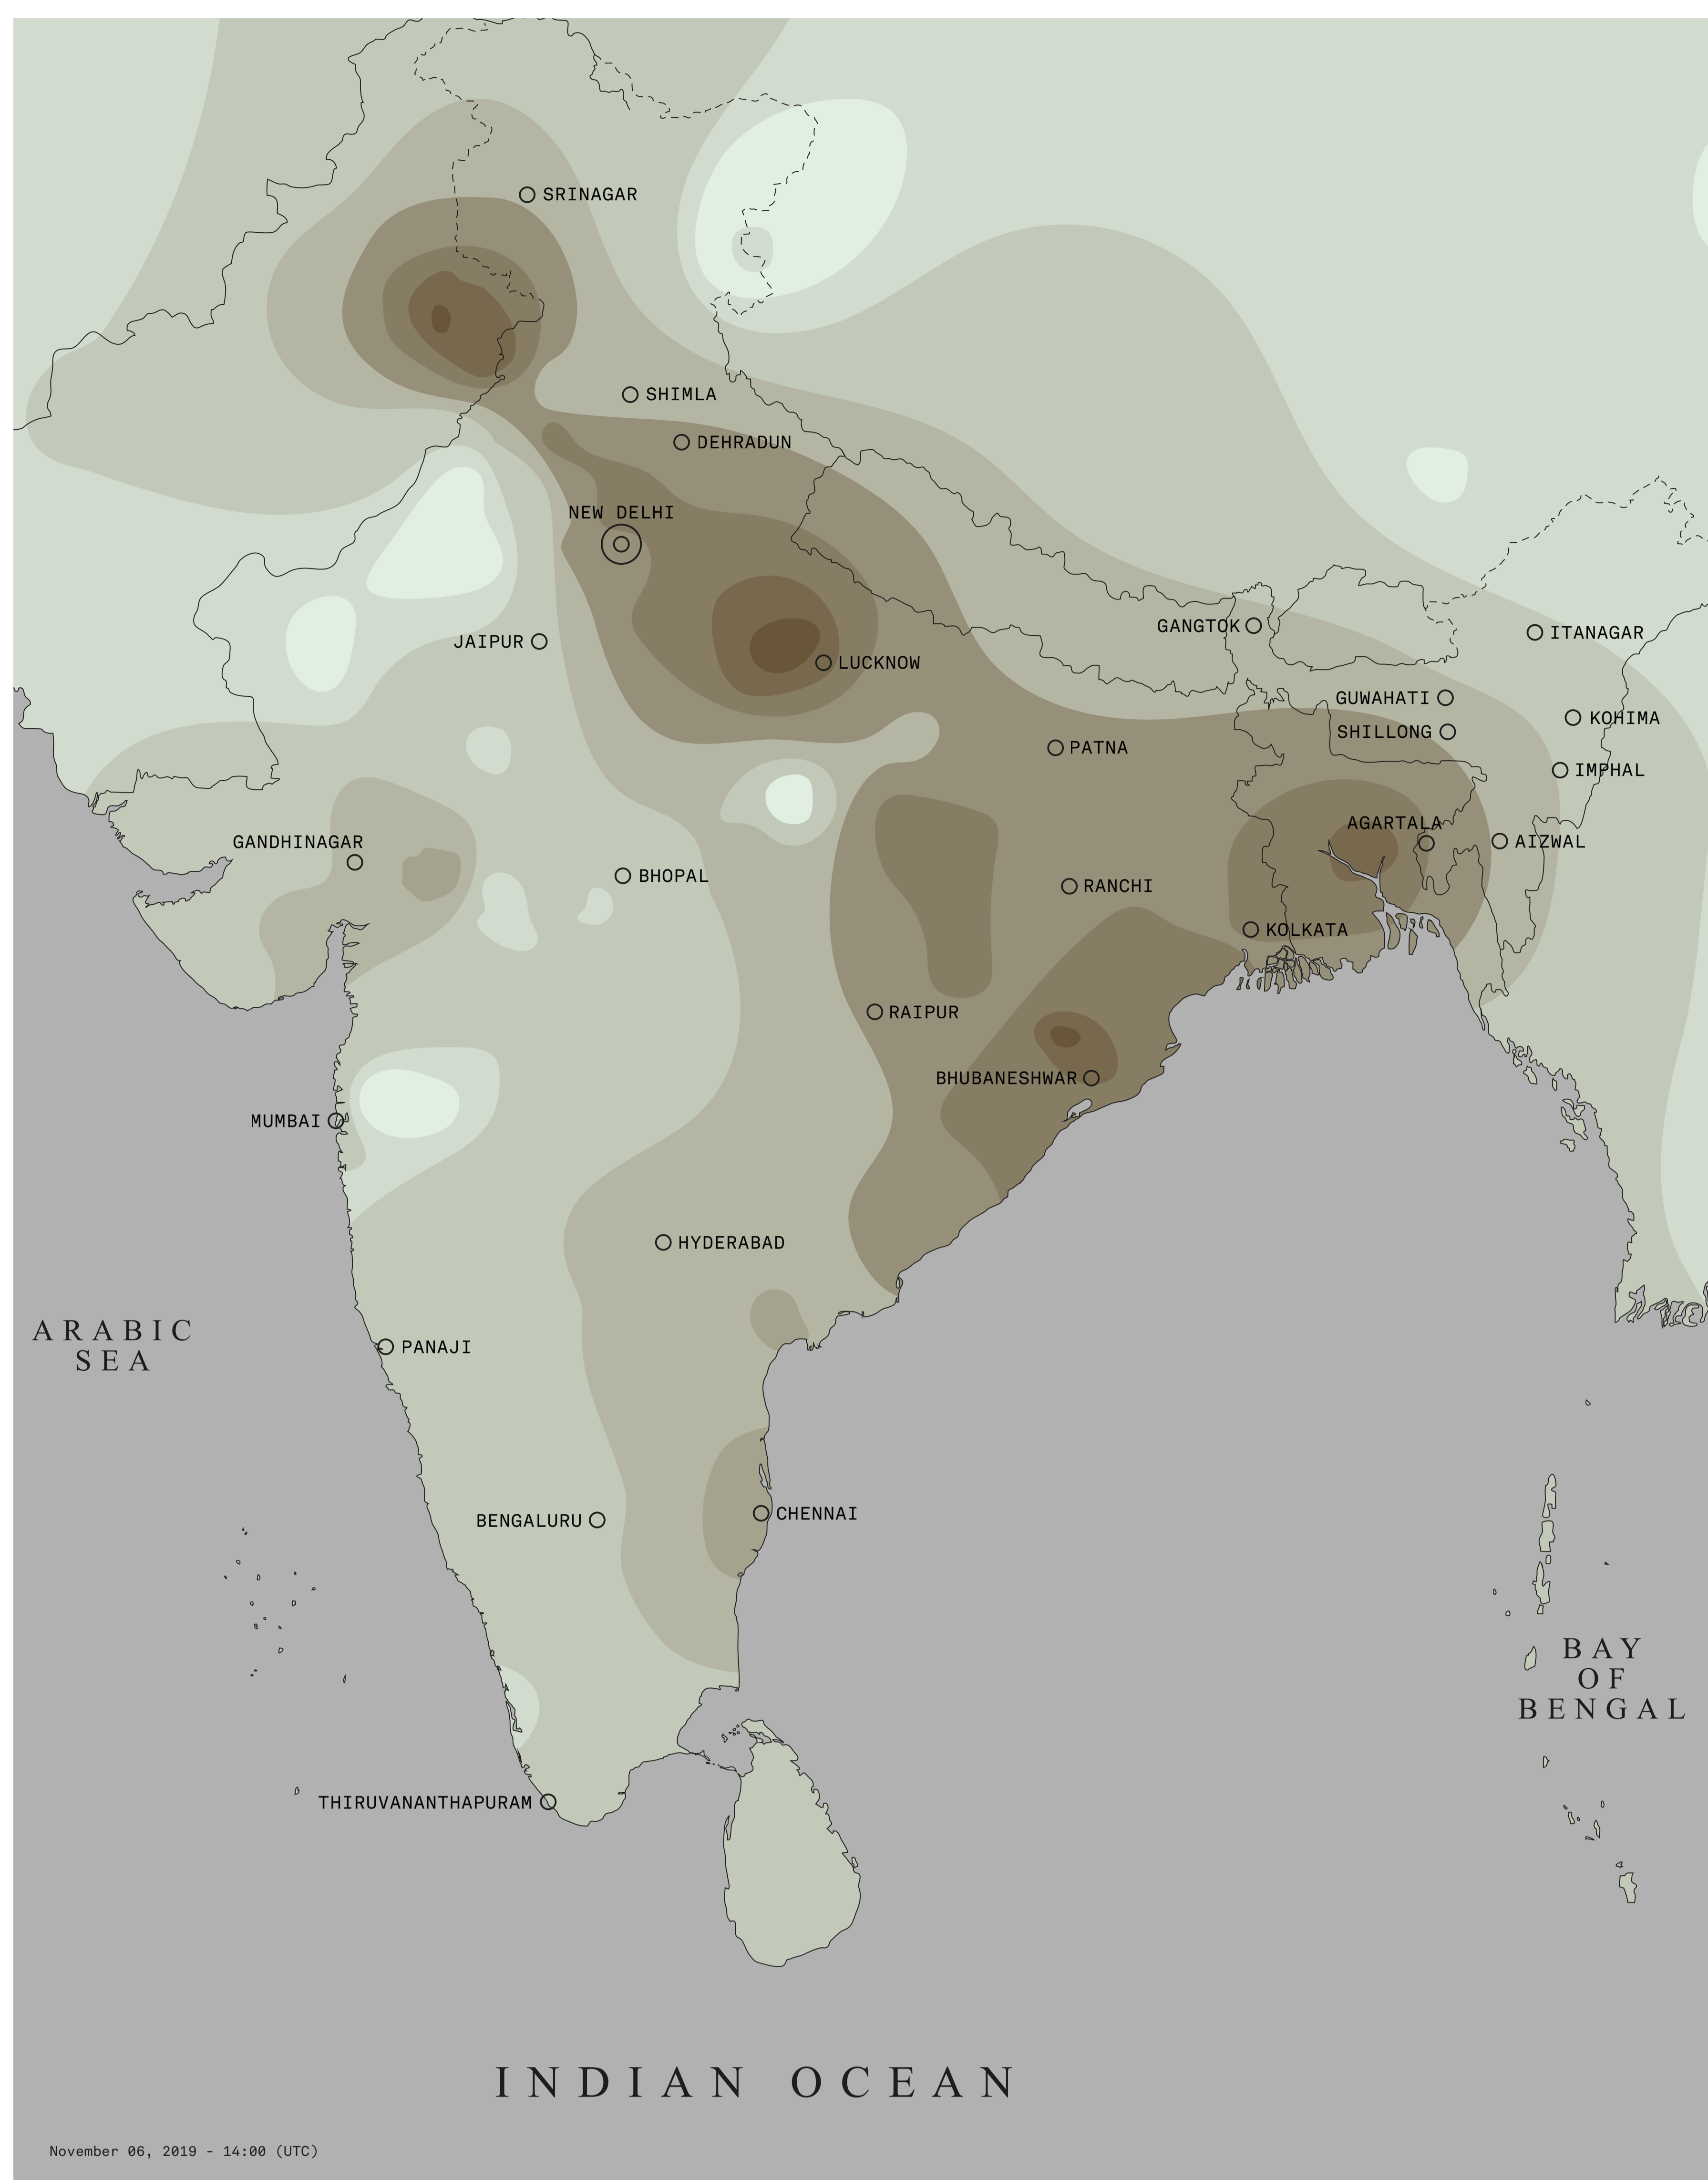 SRINAGAR
SHIMLA
DEHRADUN
NEW DELHI
JAIPUR
LUCKNOW
GANGTOK
ITANAGAR
GUWAHATI
KOHIMA
SHILLONG
PATNA
IMPHAL
AGARTALA
GANDHINAGAR
AIZWAL
BHOPAL
RANCHI
KOLKATA
RAIPUR
BHUBANESHWAR
MUMBAI
HYDERABAD
ARABIC
SEA
PANAJI
CHENNAI
BENGALURU
BAY
OF
BENGAL
THIRUVANANTHAPURAM
INDIAN OCEAN
November 06, 2019 - 14:00 (UTC)